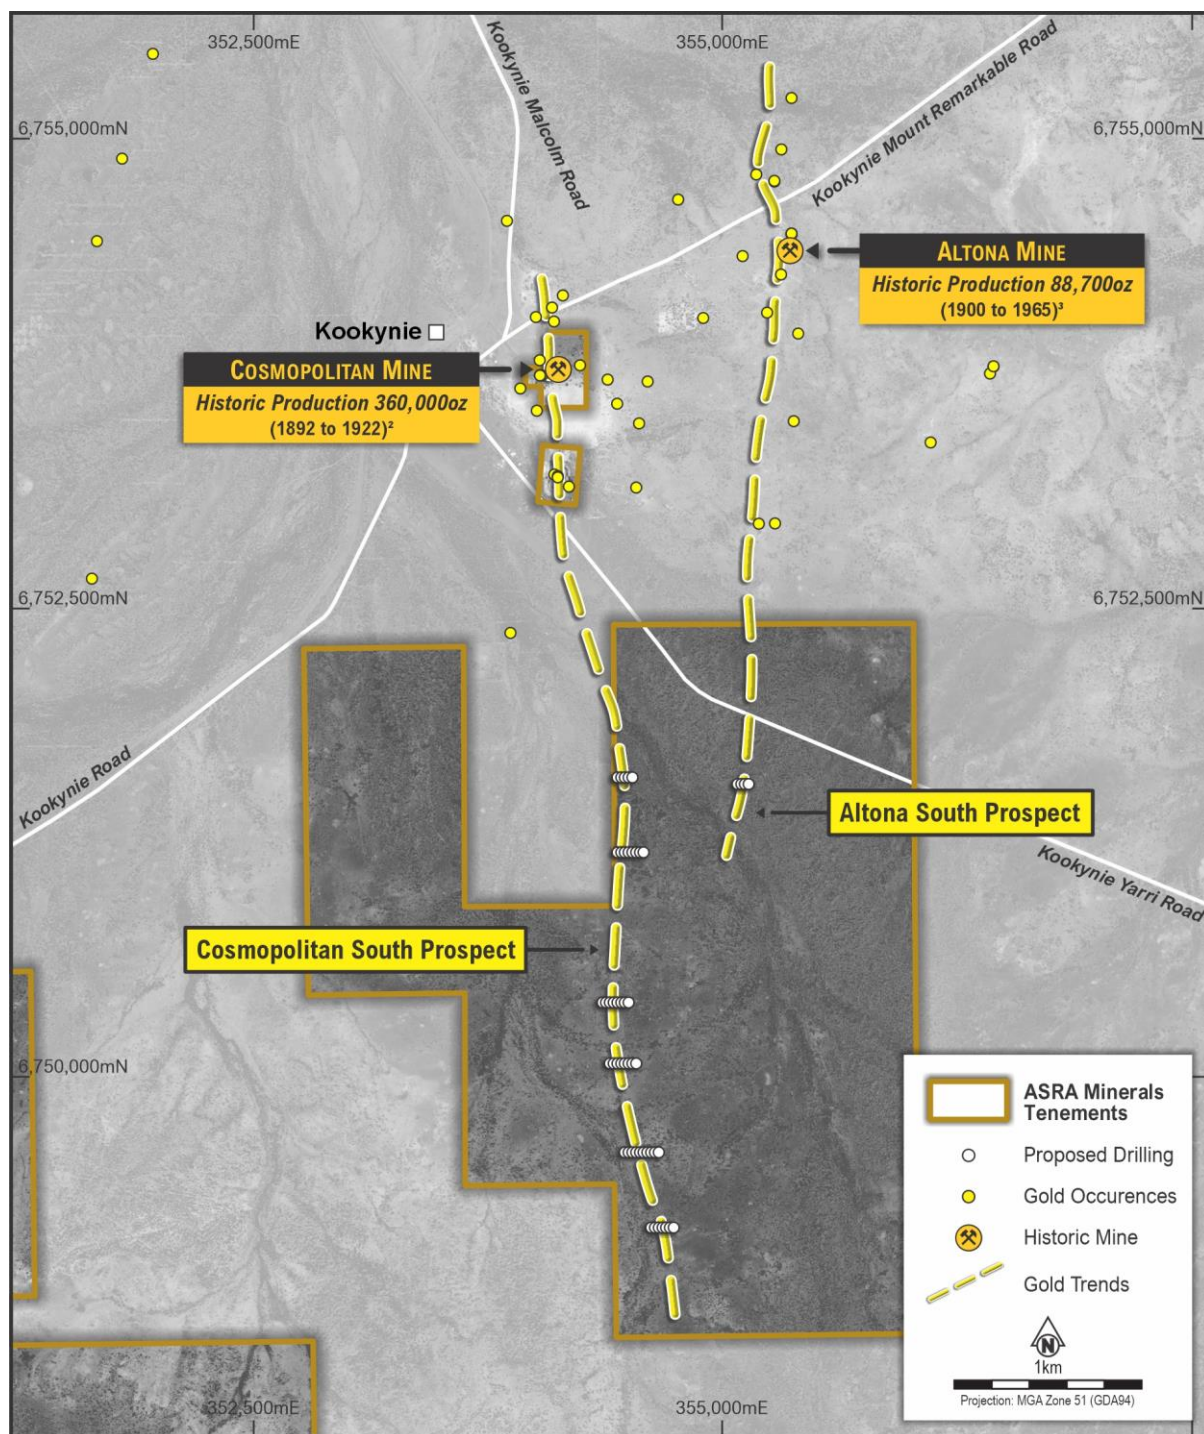 352,500mE
355,000mE
Kookynie Malcolm Road
Kookynie Mount Remarkable Road
6,755,000mN
6,755,000mN
ALTONA MINE
Historic Production 88,700oz
(1900 to 1965)³
Kookynie
COSMOPOLITAN MINE
Historic Production 360,000oz
(1892 to 1922)²
6,752,500mN
6,752,500mN
Kookynie Road
Altona South Prospect
Kookynie Yarri Road
Cosmopolitan South Prospect
6,750,000mN
ASRA Minerals
Tenements
Proposed Drilling
Gold Occurences
Historic Mine
Gold Trends
N
1km
Projection: MGA Zone 51 (GDA94)
352,500mE
355,000mE